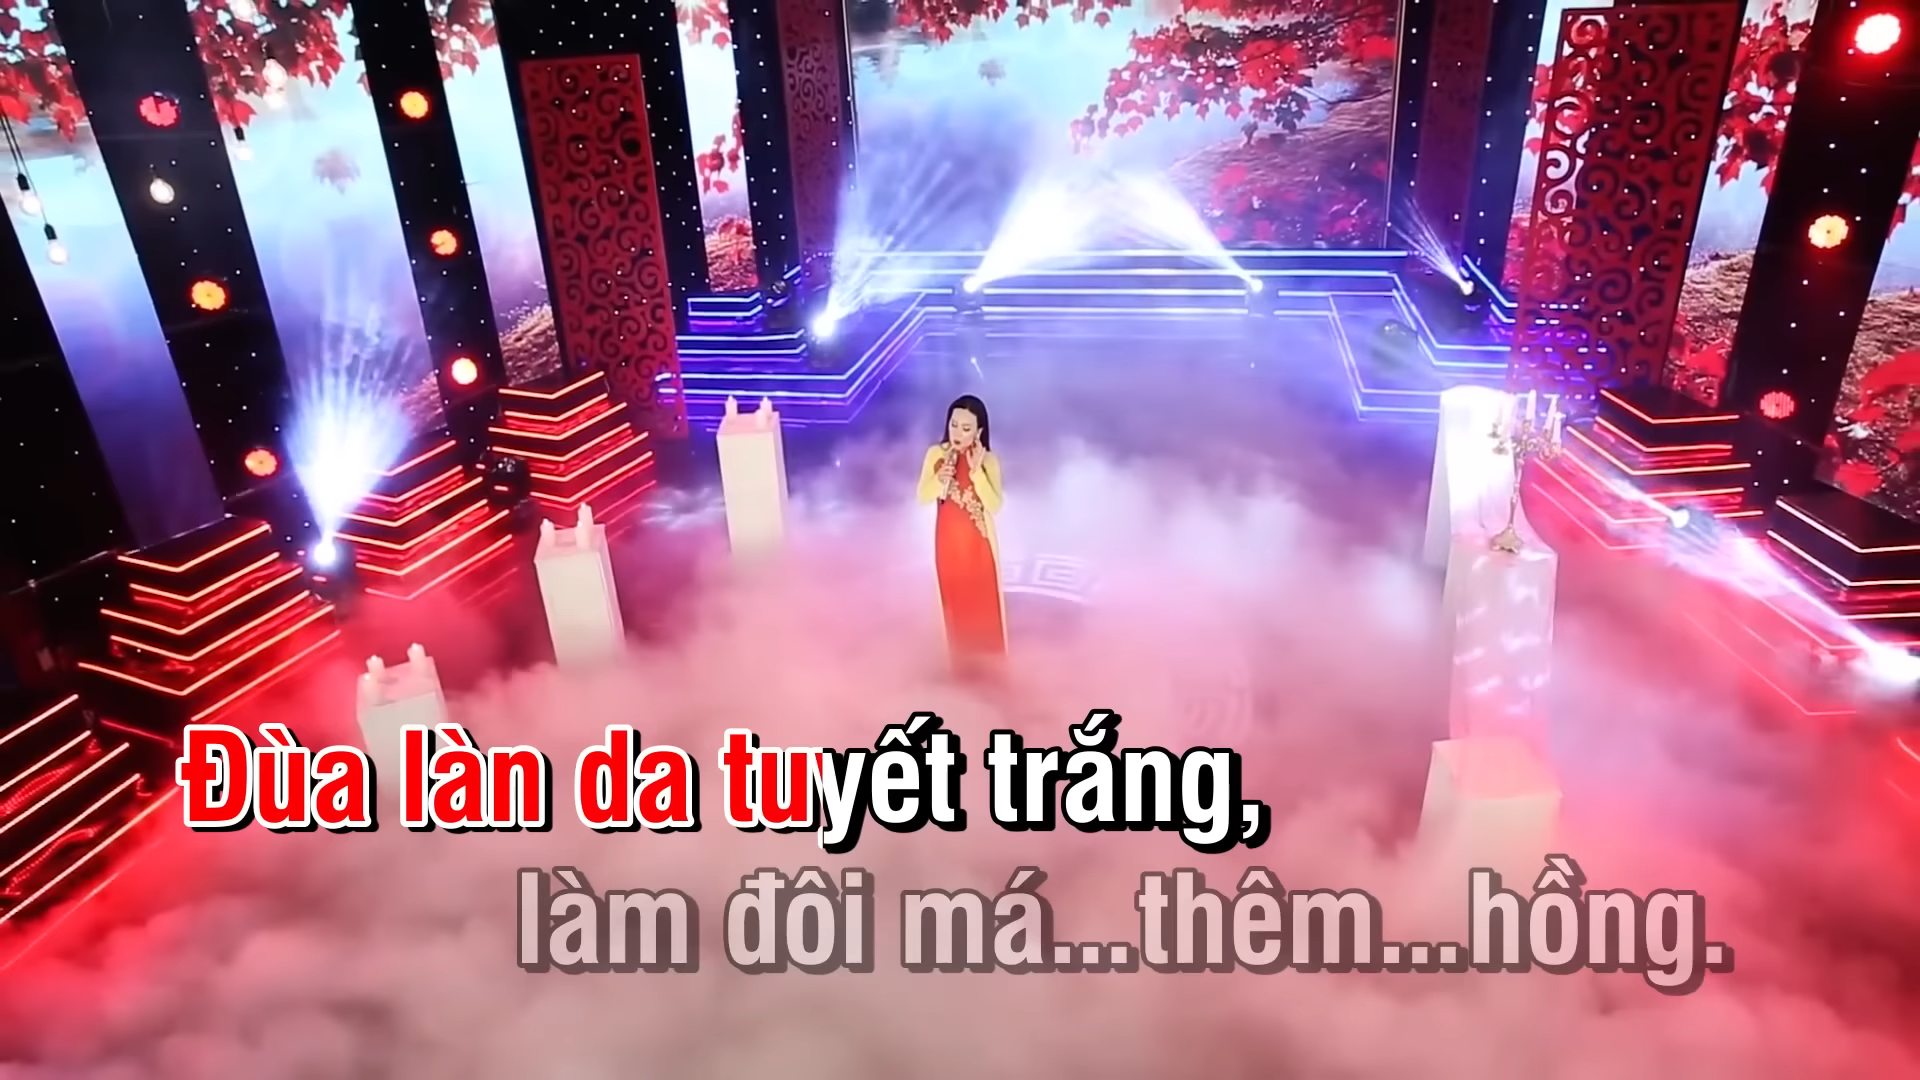 Đùa làn da tuyết trắng,
làm đôi má...thêm...hồng.